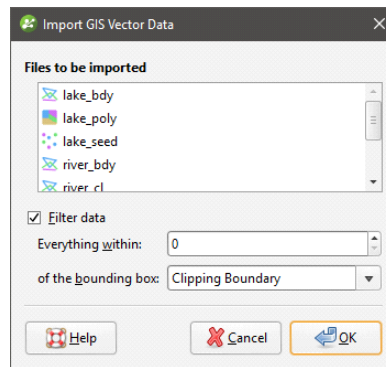 Import GIS Vector Data
Files to be imported
lake_bdy
lake_poly
lake_seed
river_bdy
river_cl
Filter data
Everything within: 0
of the bounding box: Clipping Boundary
Help Cancel OK